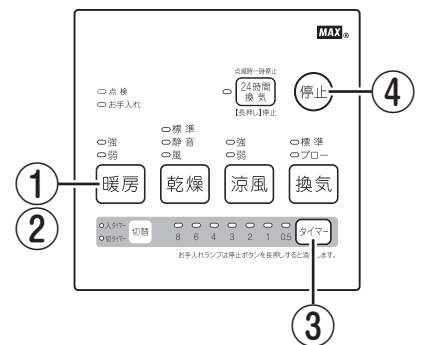 MAX®
点滅時一時停止
点検
お手入れ
24時間
換気
停止
【長押し】停止
④
強
弱
標準
静音
風
強
弱
標準
ブロー
①
暖房
乾燥
涼風
換気
②
入タイマー
切タイマー
切替
8 6 4 3 2 1 0.5
タイマー
お手入れランプは停止ボタンを長押しすると消します。
③